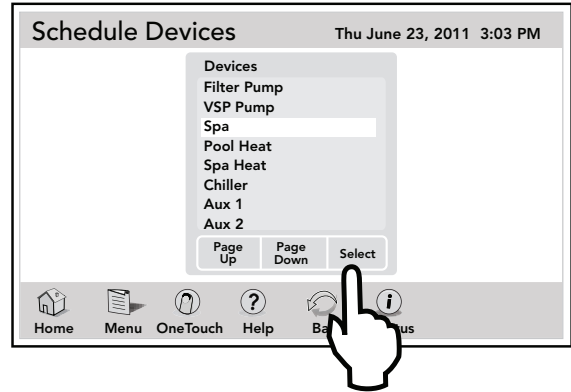 Schedule Devices Thu June 23, 2011 3:03 PM
Devices
Filter Pump
VSP Pump
Spa
Pool Heat
Spa Heat
Chiller
Aux 1
Aux 2
Page Up Page Down Select
Home Menu OneTouch Help